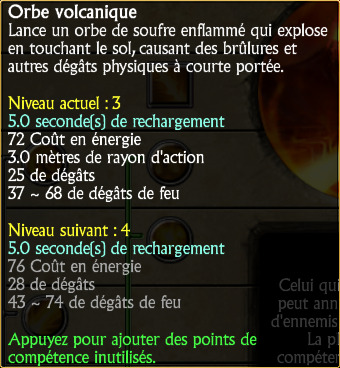 Orbe volcanique
Lance un orbe de soufre enflammé qui explose
en touchant le sol, causant des brûlures et
autres dégâts physiques à courte portée.
Niveau actuel : 3
5.0 seconde(s) de rechargement
72 Coût en énergie
3.0 mètres de rayon d'action
25 de dégâts
37 ~ 68 de dégâts de feu
Niveau suivant : 4
5.0 seconde(s) de rechargement
76 Coût en énergie
28 de dégâts
43 ~ 74 de dégâts de feu
Appuyez pour ajouter des points de
compétence inutilisés.
Celui qui
peut ann
d'ennemis
La pl
compéter